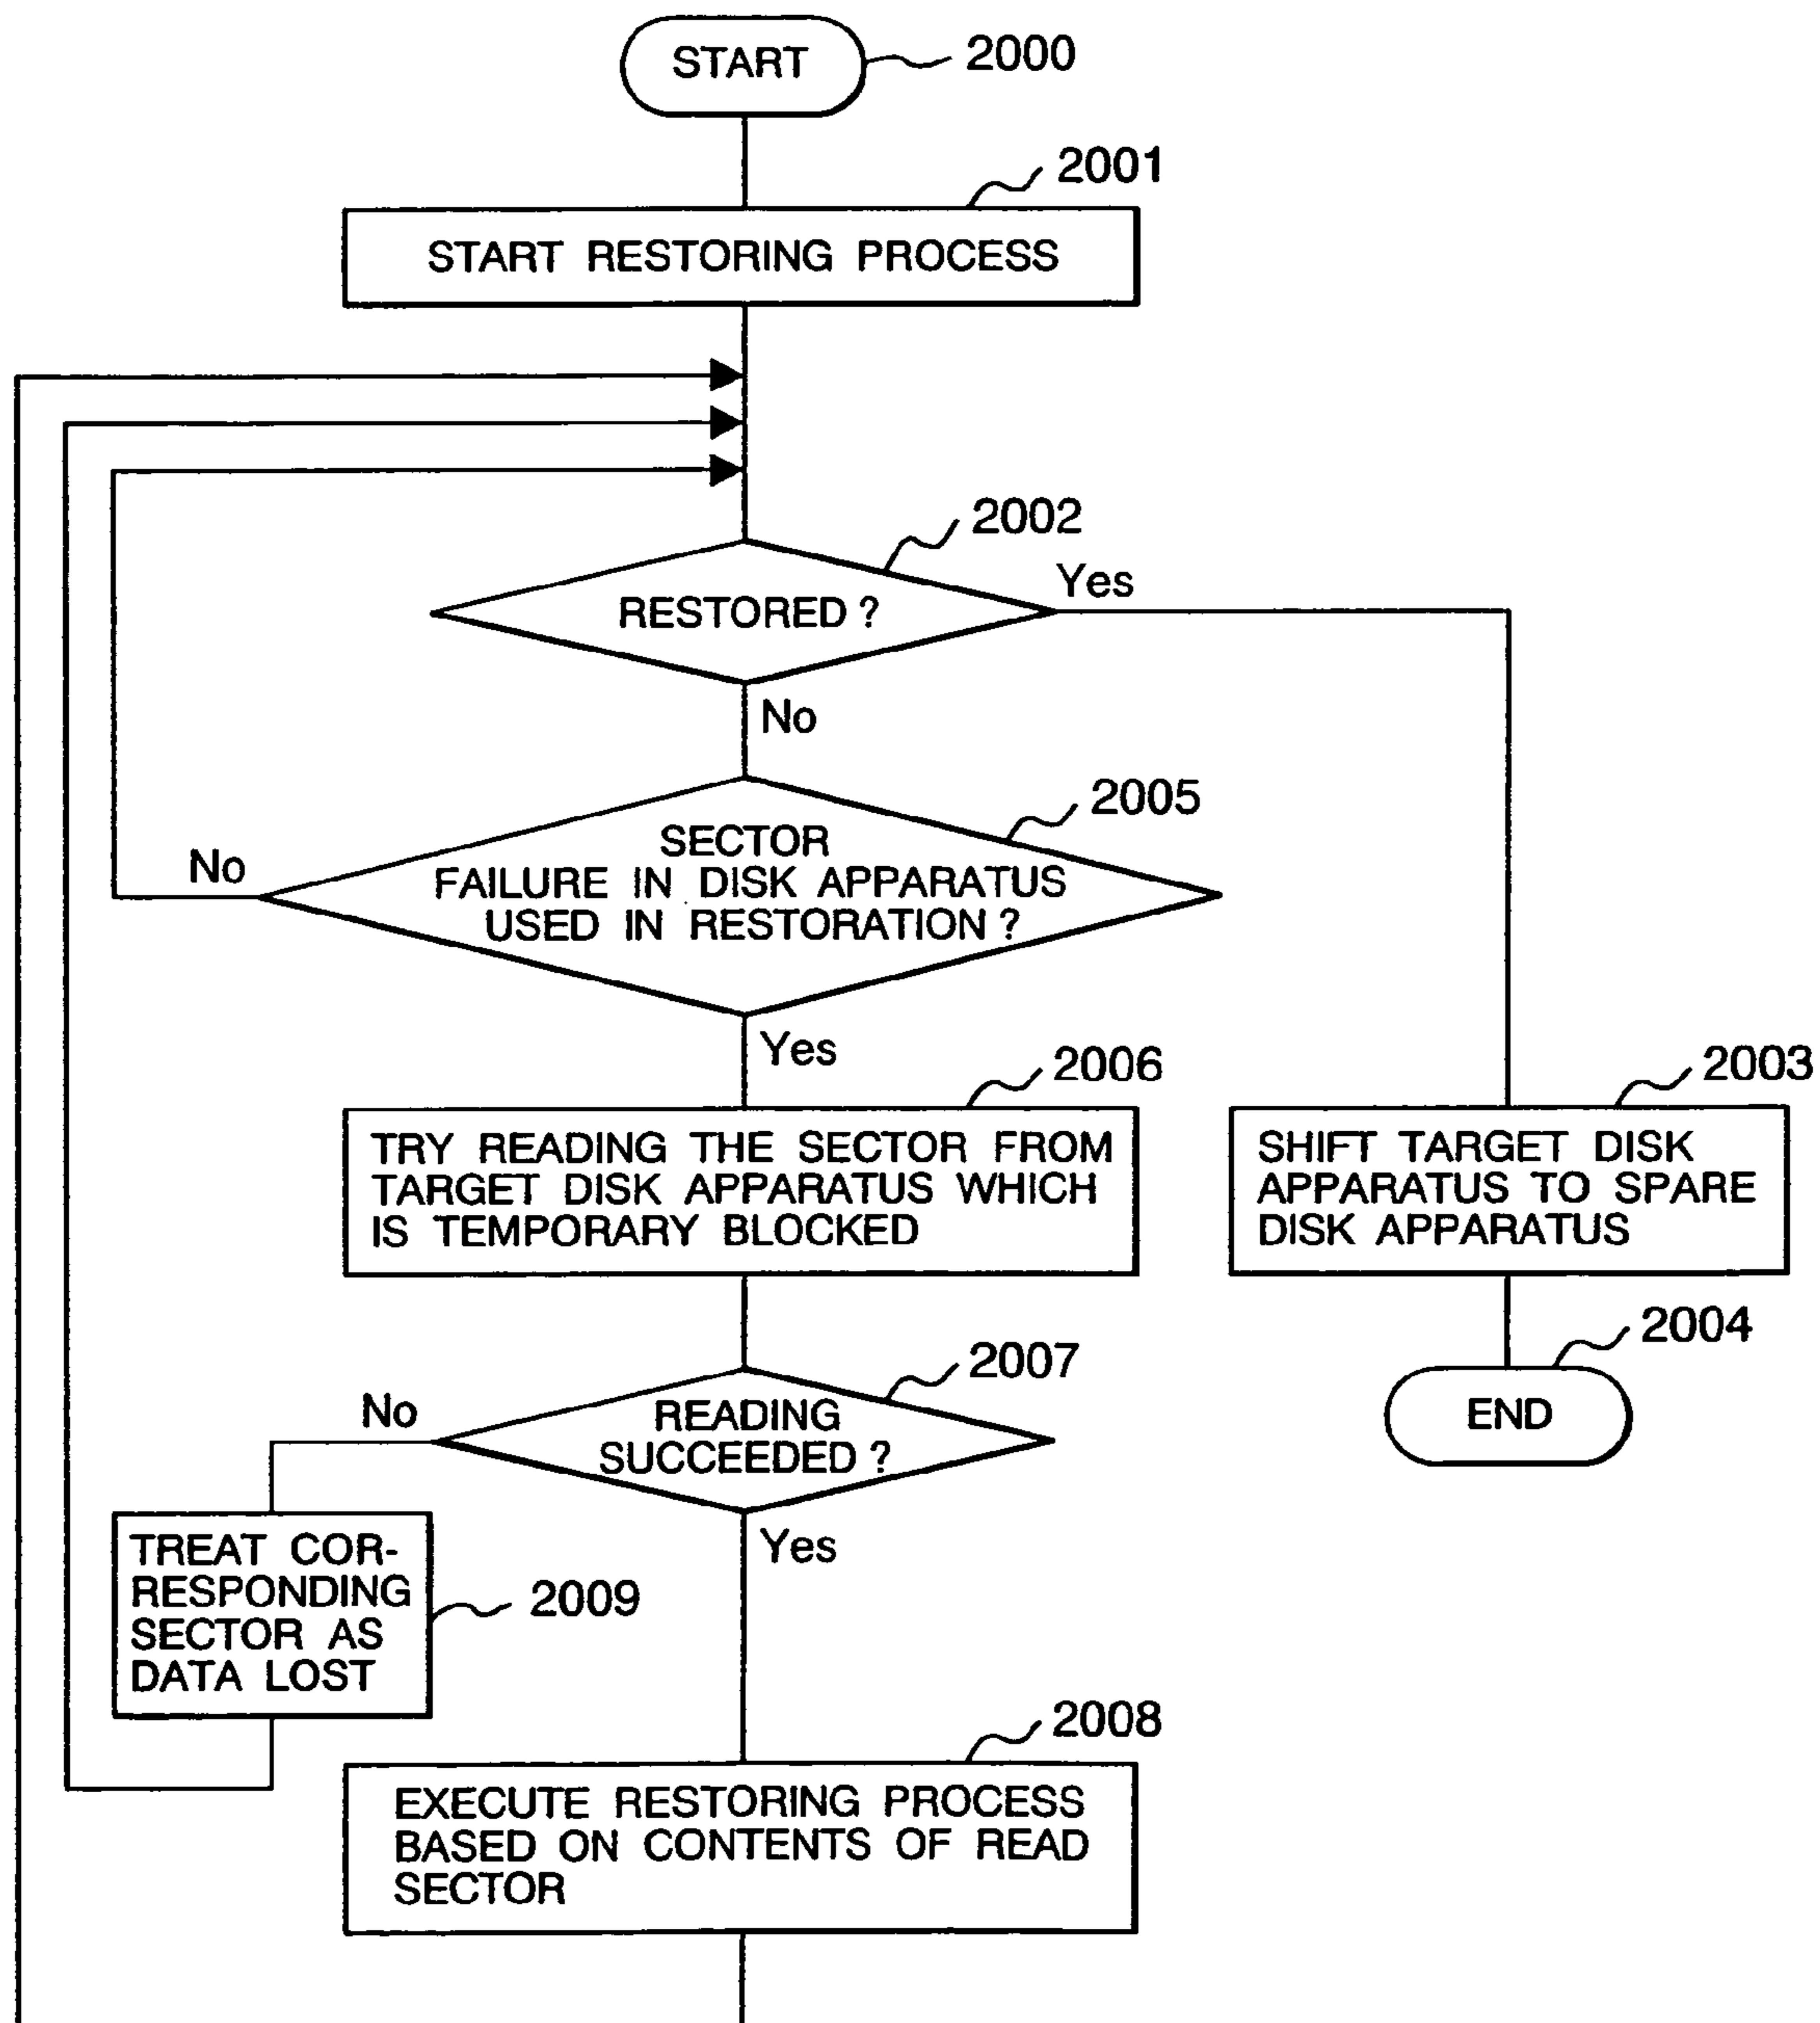 START
2000
2001
START RESTORING PROCESS
2002
Yes
RESTORED ?
No
2005
SECTOR
FAILURE IN DISK APPARATUS
USED IN RESTORATION ?
No
Yes
2006
TRY READING THE SECTOR FROM
TARGET DISK APPARATUS WHICH
IS TEMPORARY BLOCKED
2003
SHIFT TARGET DISK
APPARATUS TO SPARE
DISK APPARATUS
2004
END
2007
No
READING
SUCCEEDED ?
Yes
TREAT COR-
RESPONDING
SECTOR AS
DATA LOST
2009
2008
EXECUTE RESTORING PROCESS
BASED ON CONTENTS OF READ
SECTOR